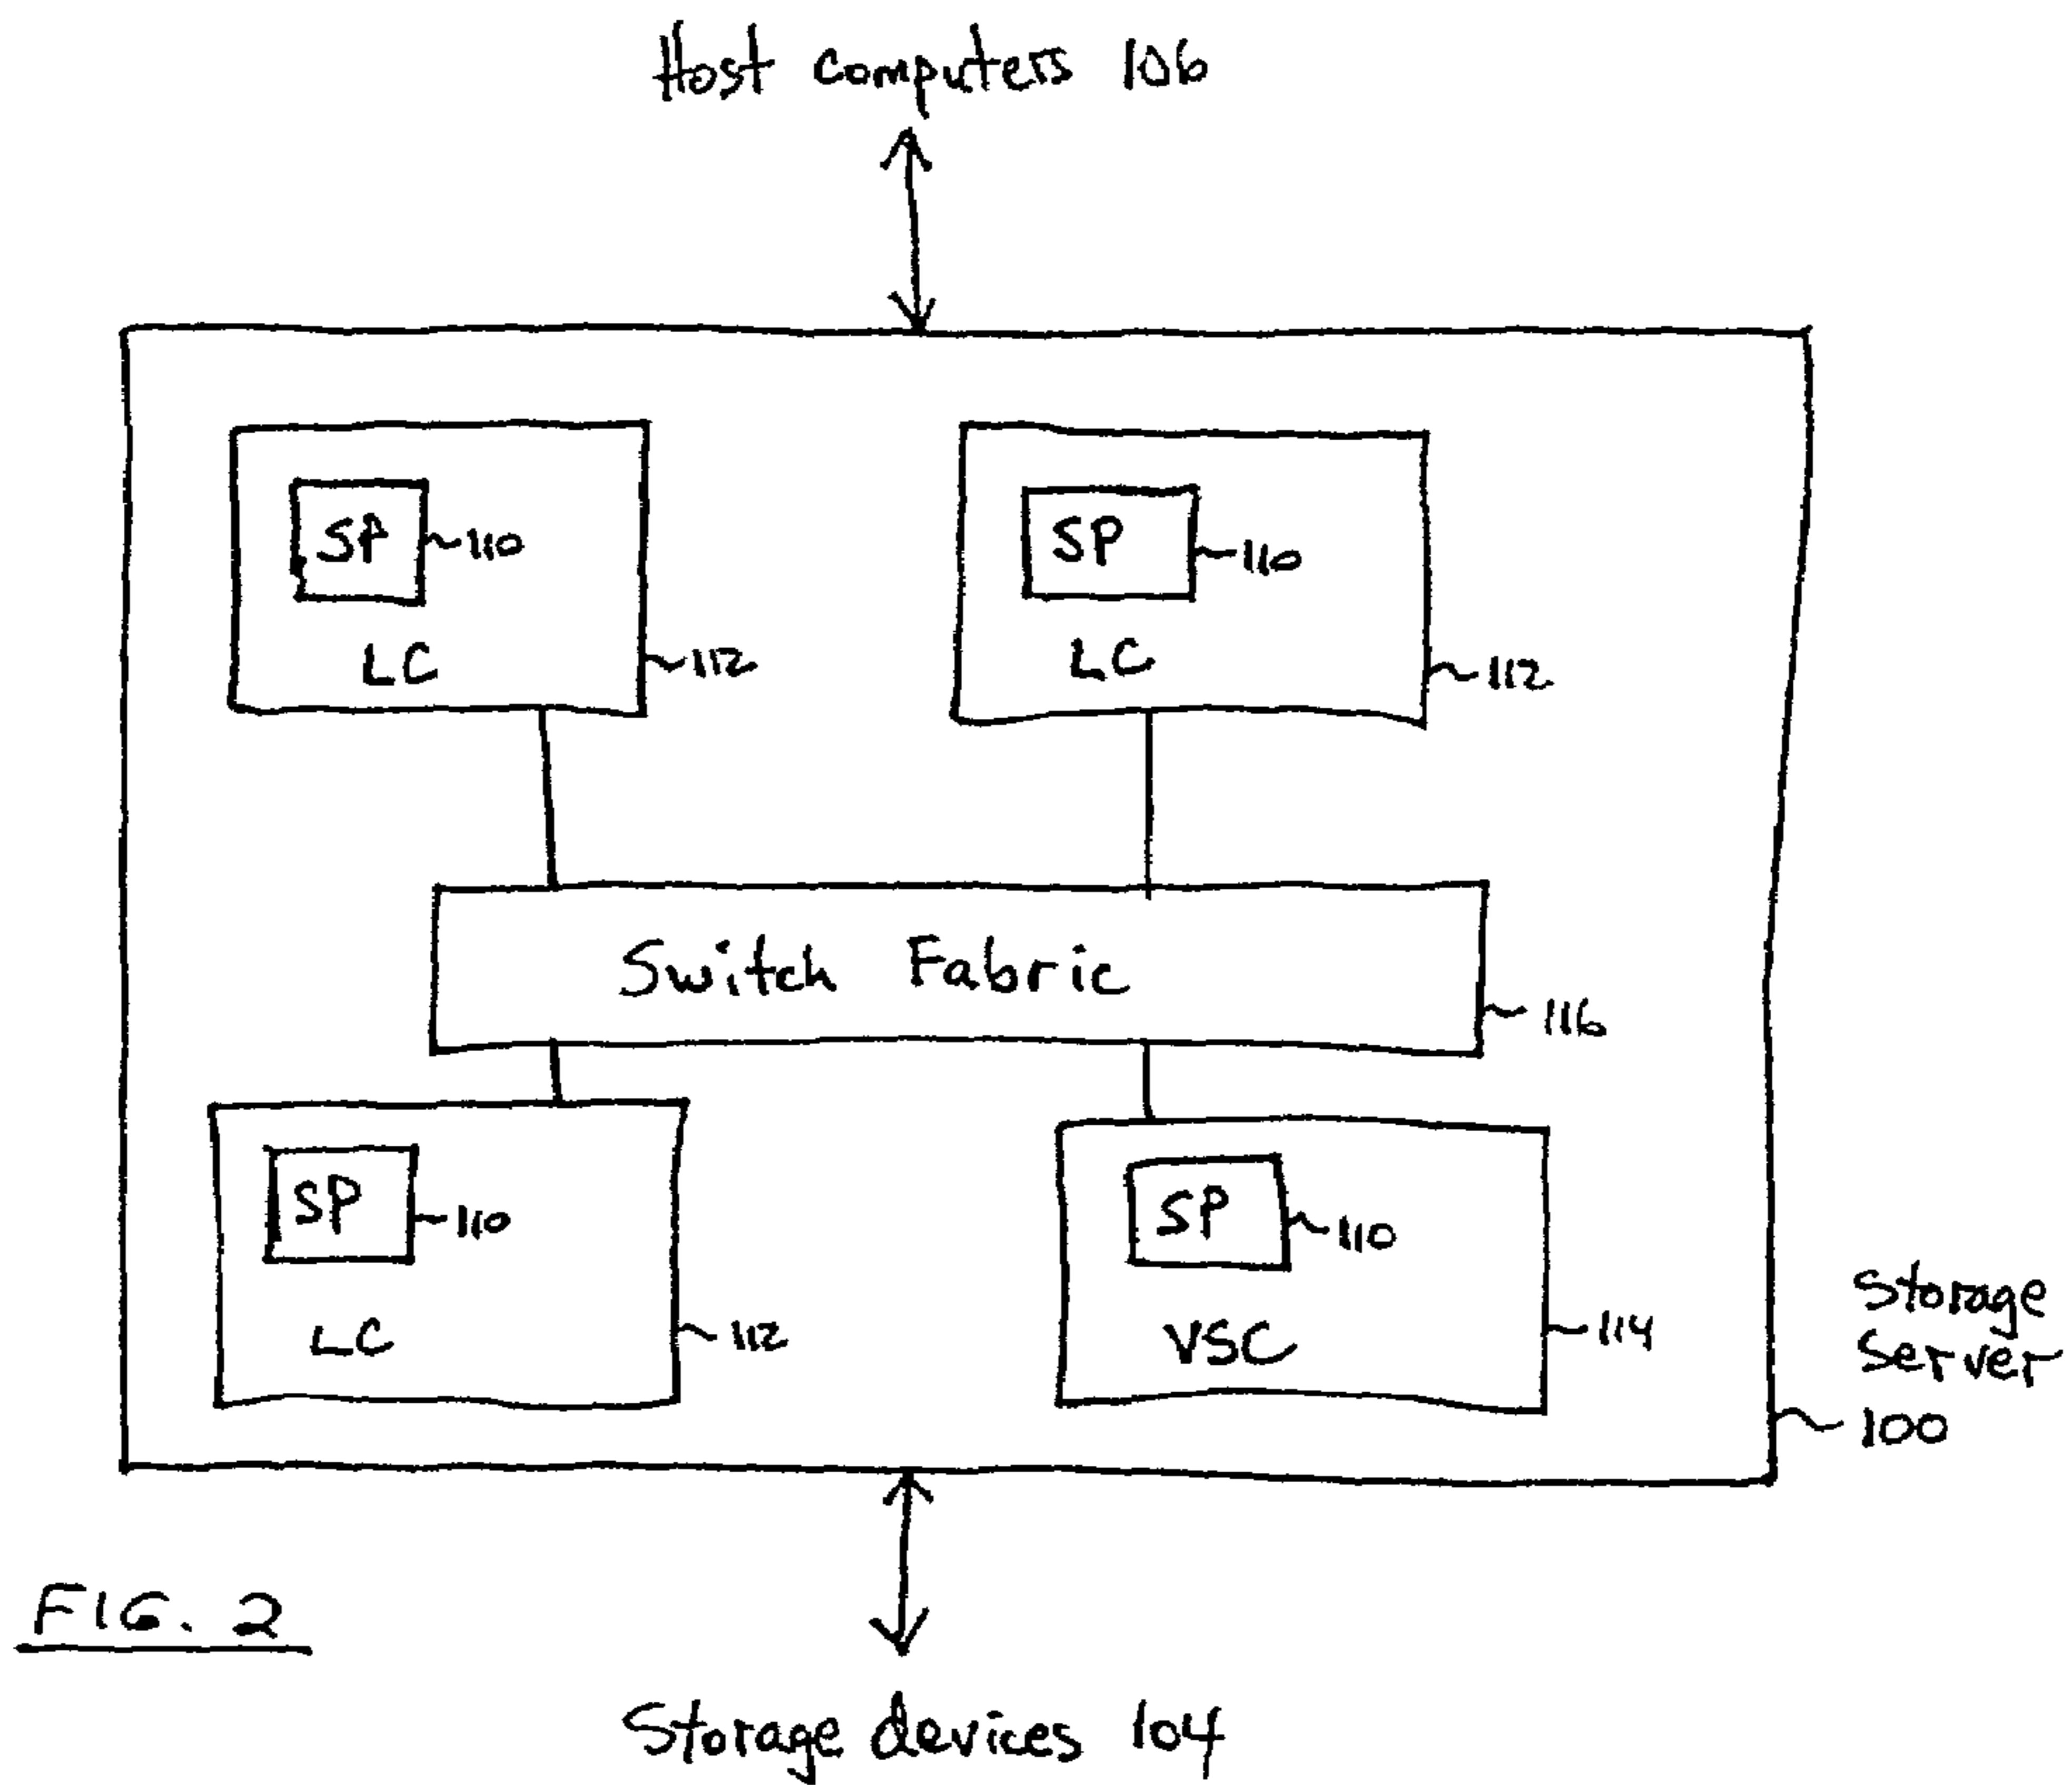 Host computers 106
SP
110
LC
112
SP
110
LC
112
Switch Fabric
116
SP
110
LC
112
SP
110
VSC
114
Storage
Server
100
FIG. 2
Storage devices 104